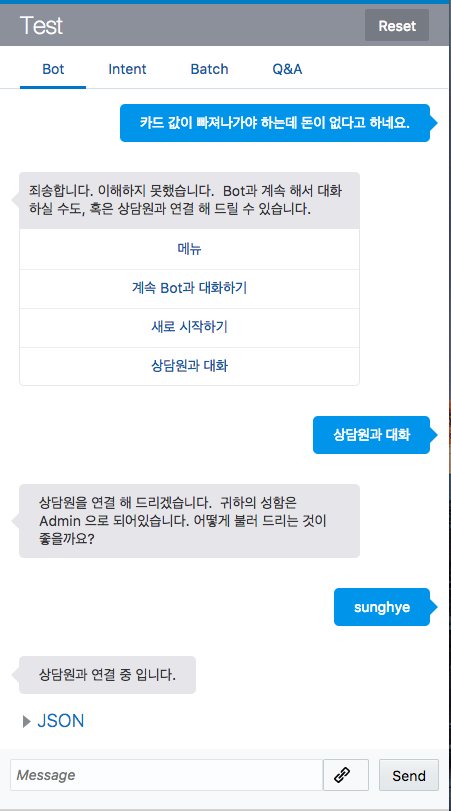 Test
Reset
Bot
Intent
Batch
Q&A
카드 값이 빠져나가야 하는데 돈이 없다고 하네요.
죄송합니다. 이해하지 못했습니다.  Bot과 계속 해서 대화
하실 수도, 혹은 상담원과 연결 해 드릴 수 있습니다.
메뉴
계속 Bot과 대화하기
새로 시작하기
상담원과 대화
상담원과 대화
상담원을 연결 해 드리겠습니다.  귀하의 성함은
Admin 으로 되어있습니다. 어떻게 불러 드리는 것이
좋을까요?
sunghye
상담원과 연결 중 입니다.
JSON
Message
Send